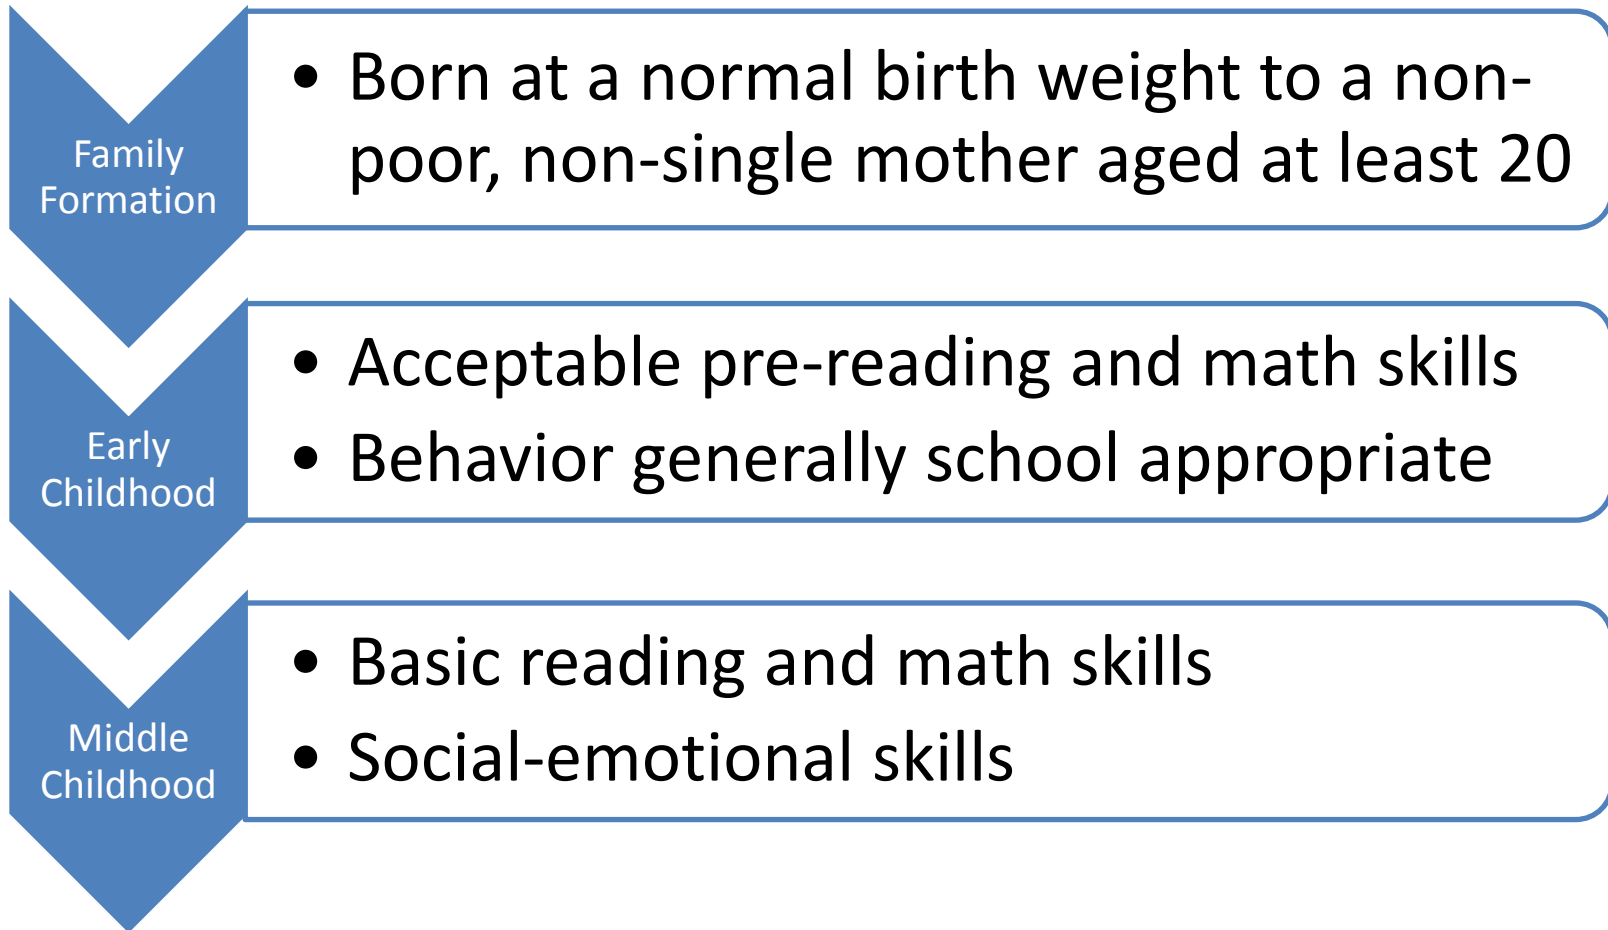 Family
Formation
• Born at a normal birth weight to a non-
poor, non-single mother aged at least 20
Early
Childhood
• Acceptable pre-reading and math skills
• Behavior generally school appropriate
Middle
Childhood
• Basic reading and math skills
• Social-emotional skills